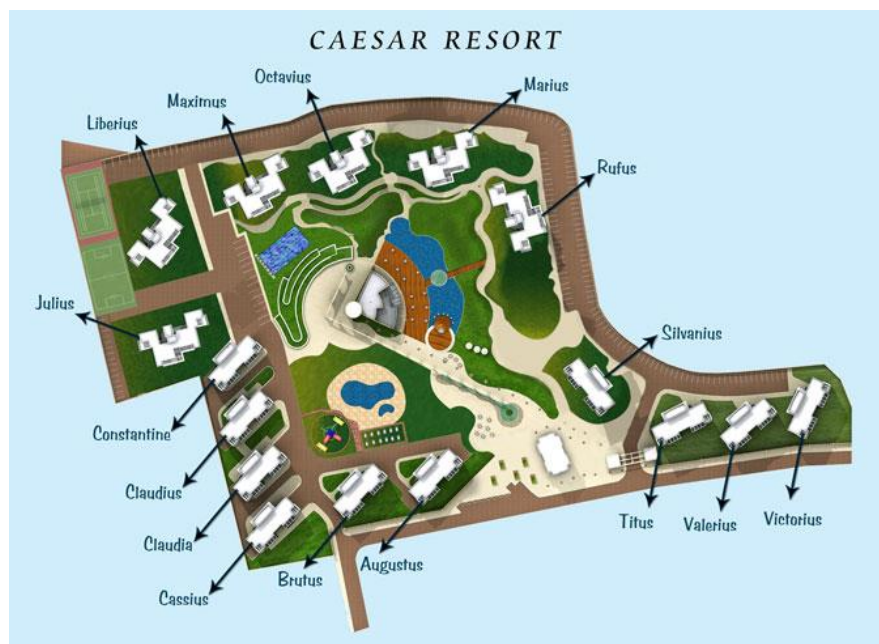 CAESAR RESORT
Octavius
Marius
Maximus
Liberius
Rufus
Julius
Silvanius
Constantine
Claudius
Claudia
Cassius
Brutus
Augustus
Titus
Valerius
Victorius